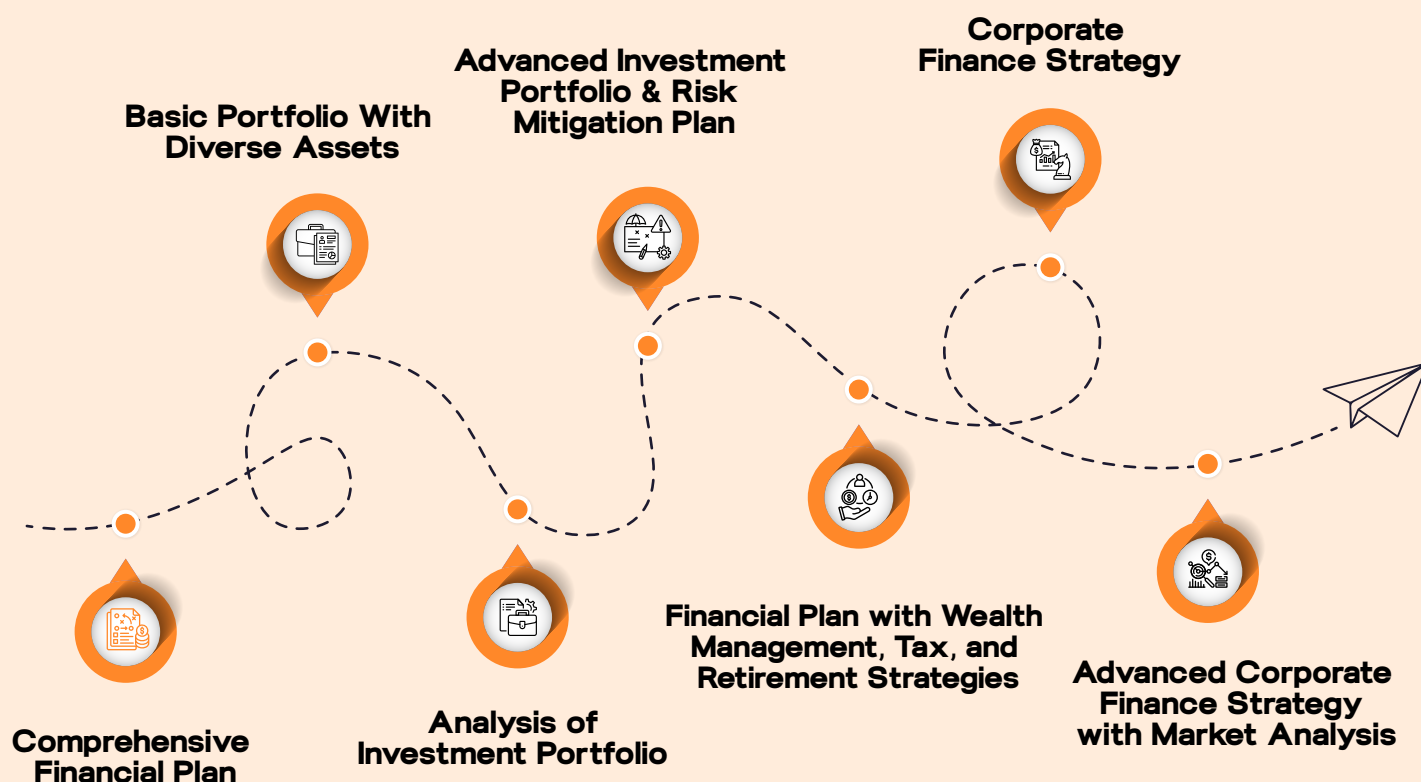 Comprehensive
Financial Plan
Basic Portfolio With
Diverse Assets
Analysis of
Investment Portfolio
Advanced Investment
Portfolio & Risk
Mitigation Plan
Financial Plan with Wealth
Management, Tax, and
Retirement Strategies
Corporate
Finance Strategy
Advanced Corporate
Finance Strategy
with Market Analysis